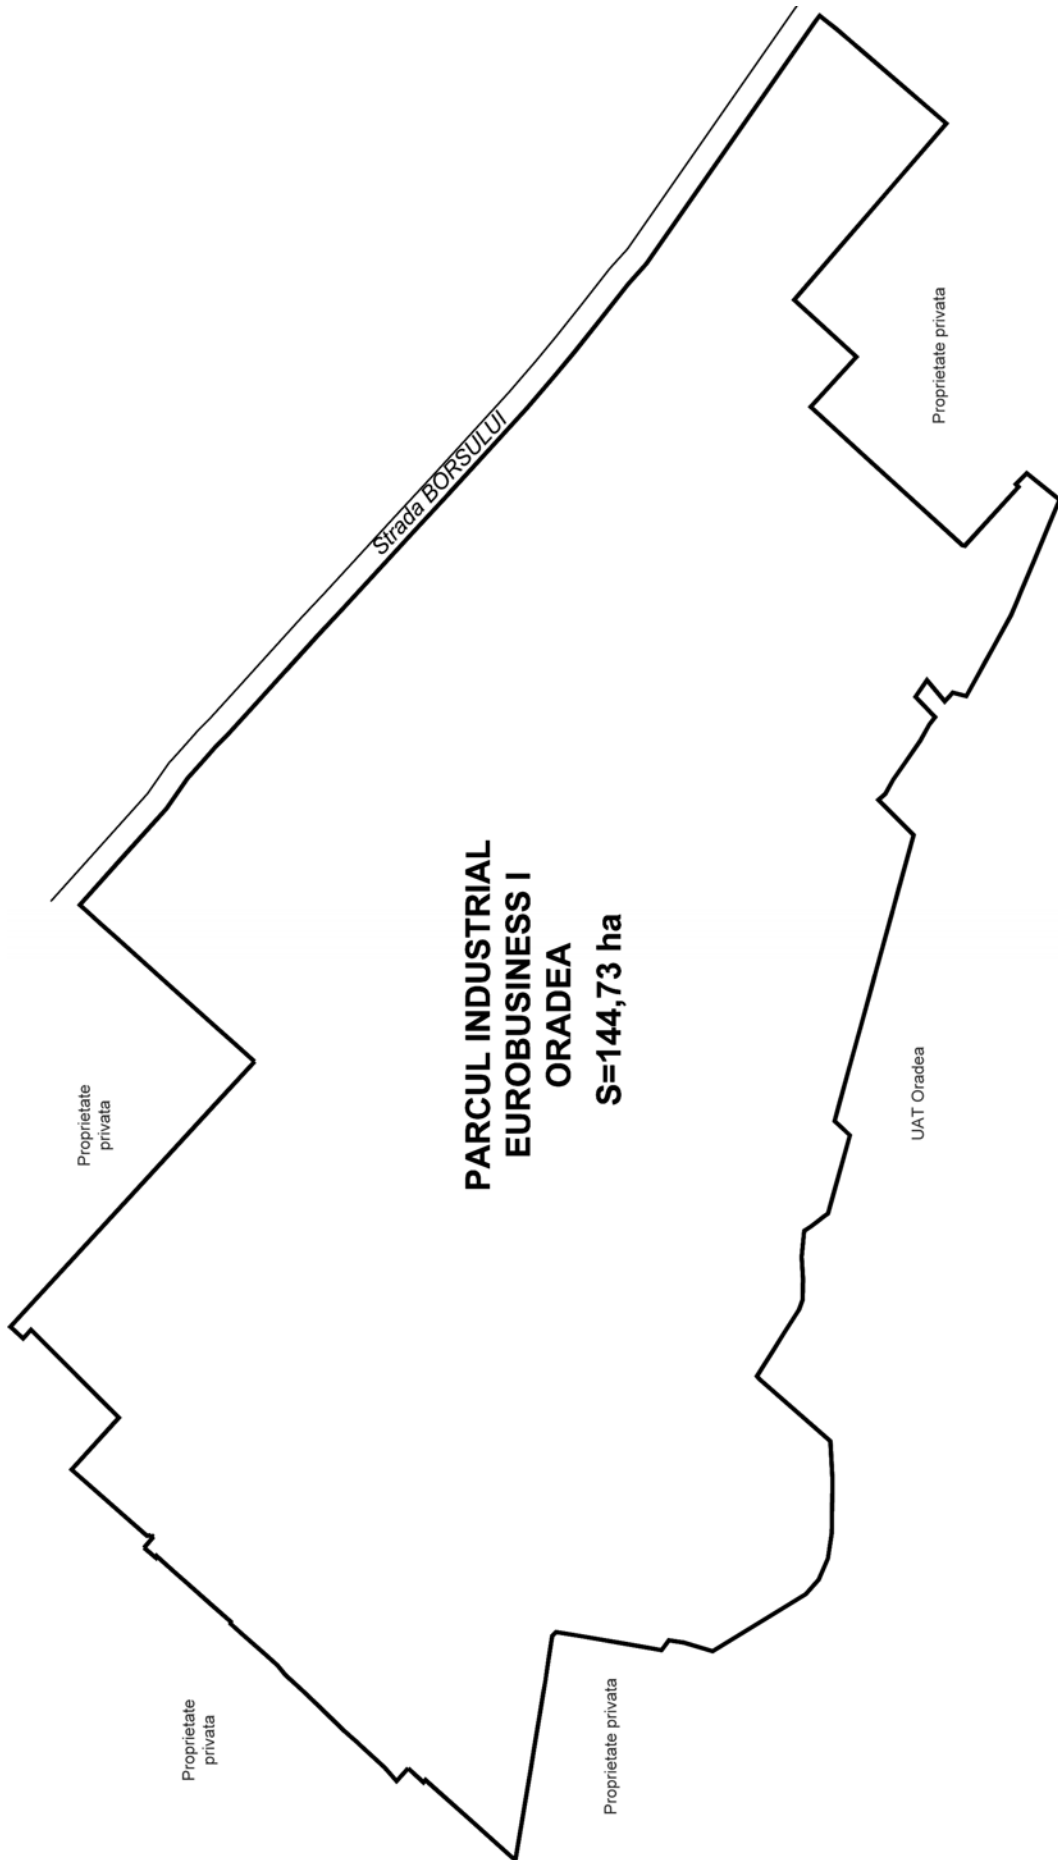 Strada BORSULUI
Proprietate privata
PARCUL INDUSTRIAL
EUROBUSINESS I
ORADEA
S=144,73 ha
Proprietate
privata
UAT Oradea
Proprietate
privata
Proprietate privata